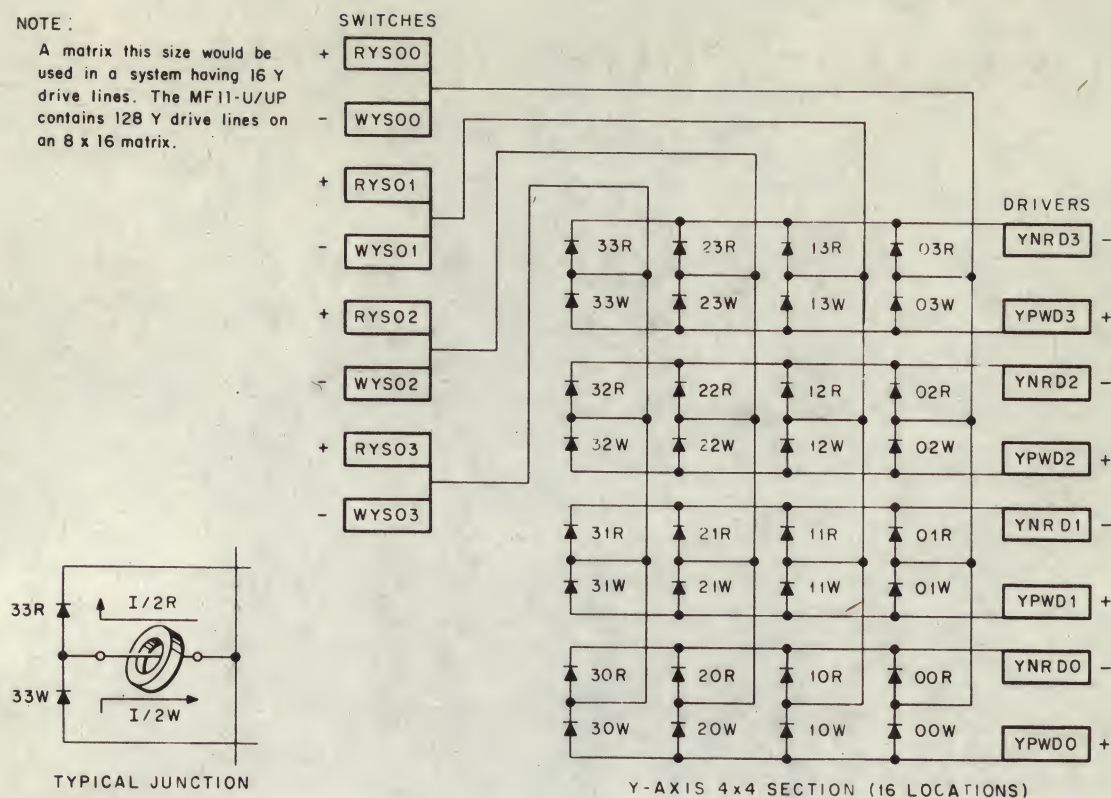 NOTE :
A matrix this size would be
used in a system having 16 Y
drive lines. The MF11-U/UP
contains 128 Y drive lines on
an 8 x 16 matrix.
SWITCHES
+ RYS00
- WYS00
+ RYS01
- WYS01
+ RYS02
- WYS02
+ RYS03
- WYS03
DRIVERS
33R 23R 13R 03R YNRD3 -
33W 23W 13W 03W YPWD3 +
32R 22R 12R 02R YNRD2 -
32W 22W 12W 02W YPWD2 +
31R 21R 11R 01R YNRD1 -
31W 21W 11W 01W YPWD1 +
30R 20R 10R 00R YNRD0 -
30W 20W 10W 00W YPWD0 +
Y-AXIS 4x4 SECTION (16 LOCATIONS)
33R
I/2R
33W
I/2W
TYPICAL JUNCTION